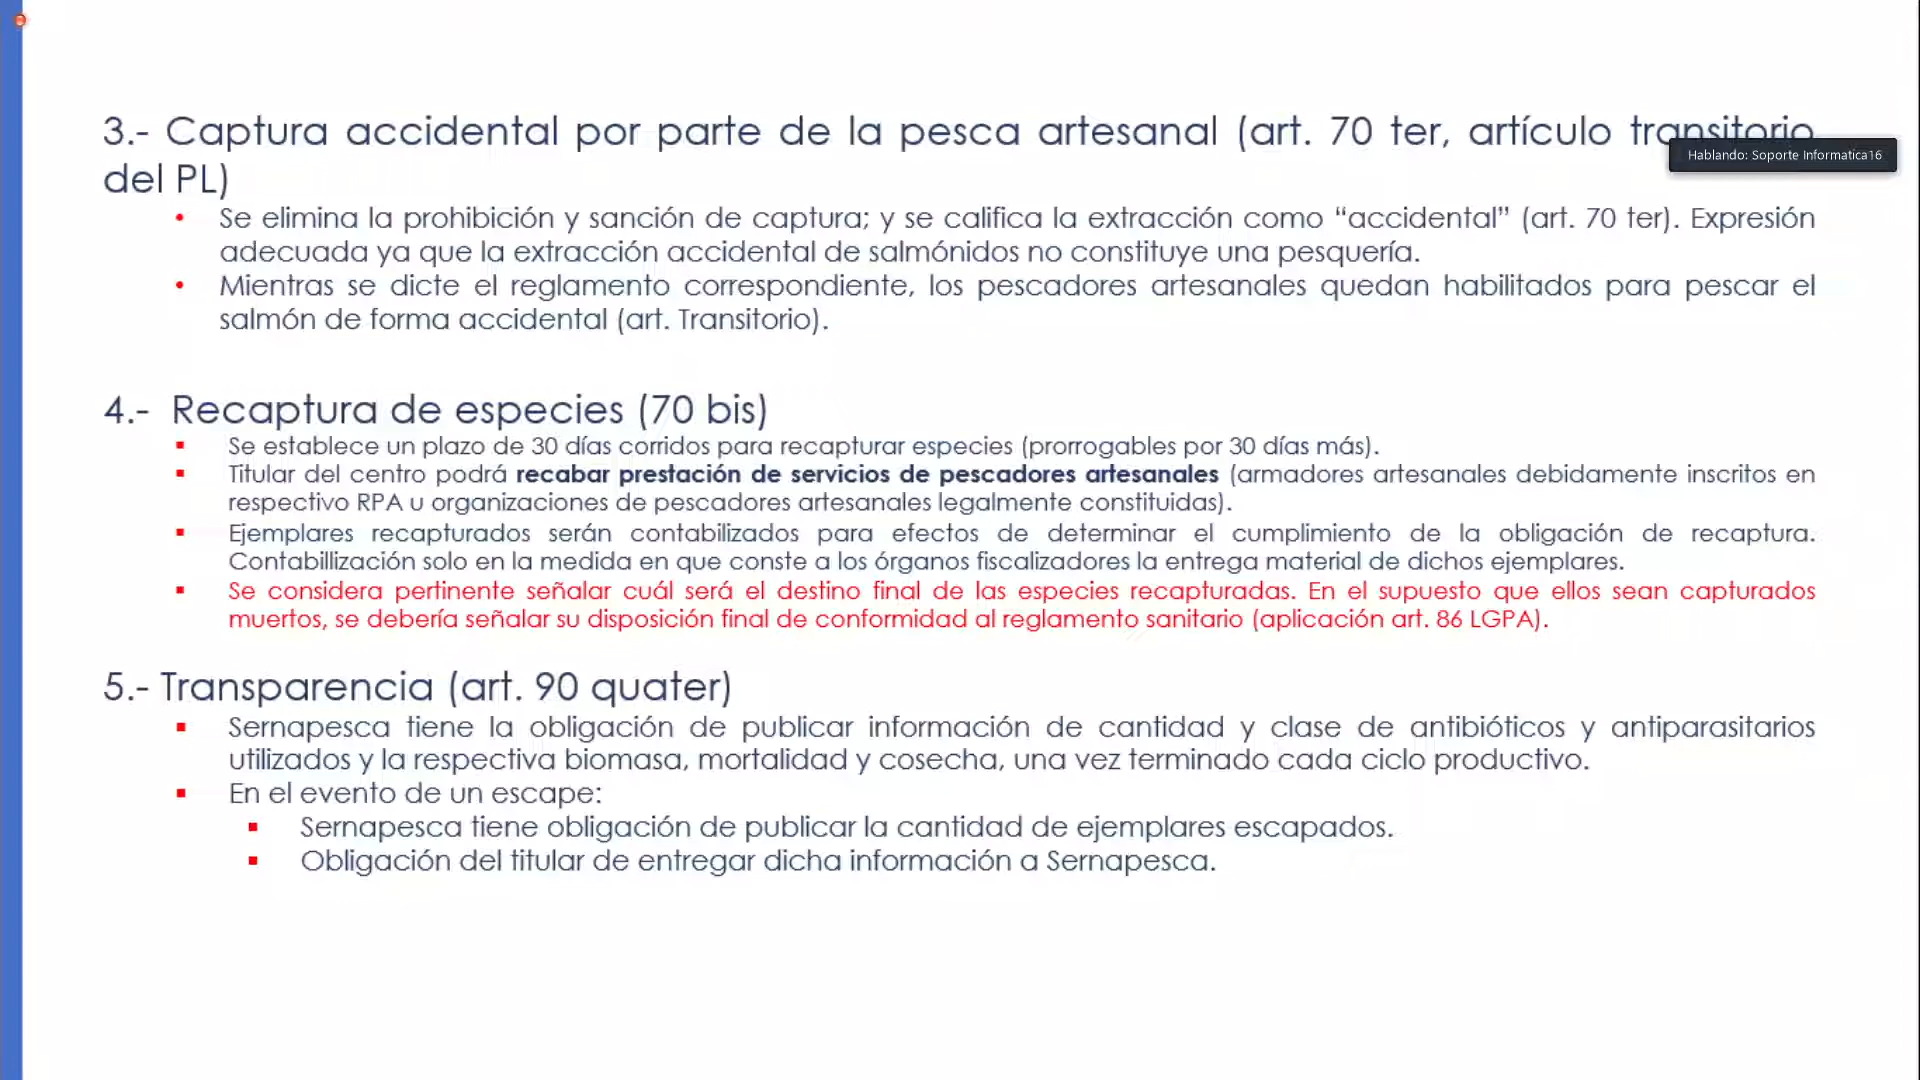 3.- Captura accidental por parte de la pesca artesanal (art. 70 ter, artículo transitorio
Hablando: Soporte Informatica16
del PL)
• Se elimina la prohibición y sanción de captura; y se califica la extracción como “accidental” (art. 70 ter). Expresión
adecuada ya que la extracción accidental de salmónidos no constituye una pesquería.
• Mientras se dicte el reglamento correspondiente, los pescadores artesanales quedan habilitados para pescar el
salmón de forma accidental (art. Transitorio).
4.- Recaptura de especies (70 bis)
▪ Se establece un plazo de 30 días corridos para recapturar especies (prorrogables por 30 días más).
▪ Titular del centro podrá recabar prestación de servicios de pescadores artesanales (armadores artesanales debidamente inscritos en
respectivo RPA u organizaciones de pescadores artesanales legalmente constituidas).
▪ Ejemplares recapturados serán contabilizados para efectos de determinar el cumplimiento de la obligación de recaptura.
Contabillización solo en la medida en que conste a los órganos fiscalizadores la entrega material de dichos ejemplares.
▪ Se considera pertinente señalar cuál será el destino final de las especies recapturadas. En el supuesto que ellos sean capturados
muertos, se debería señalar su disposición final de conformidad al reglamento sanitario (aplicación art. 86 LGPA).
5.- Transparencia (art. 90 quater)
▪ Sernapesca tiene la obligación de publicar información de cantidad y clase de antibióticos y antiparasitarios
utilizados y la respectiva biomasa, mortalidad y cosecha, una vez terminado cada ciclo productivo.
▪ En el evento de un escape:
▪ Sernapesca tiene obligación de publicar la cantidad de ejemplares escapados.
▪ Obligación del titular de entregar dicha información a Sernapesca.